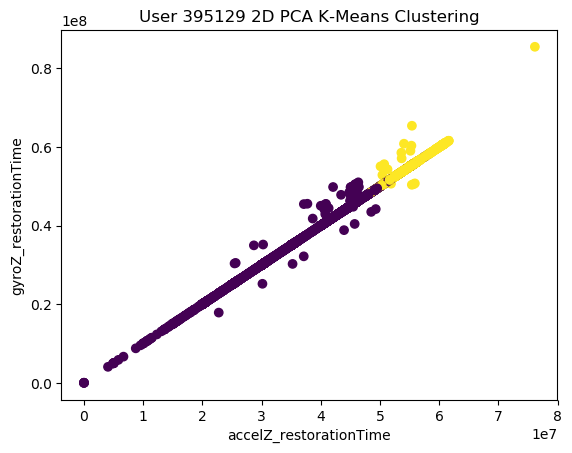 User 395129 2D PCA K-Means Clustering
1e8
0.8
0.6
0.4
0.2
0.0
gyroZ_restorationTime
0 1 2 3 4 5 6 7 8
1e7
accelZ_restorationTime